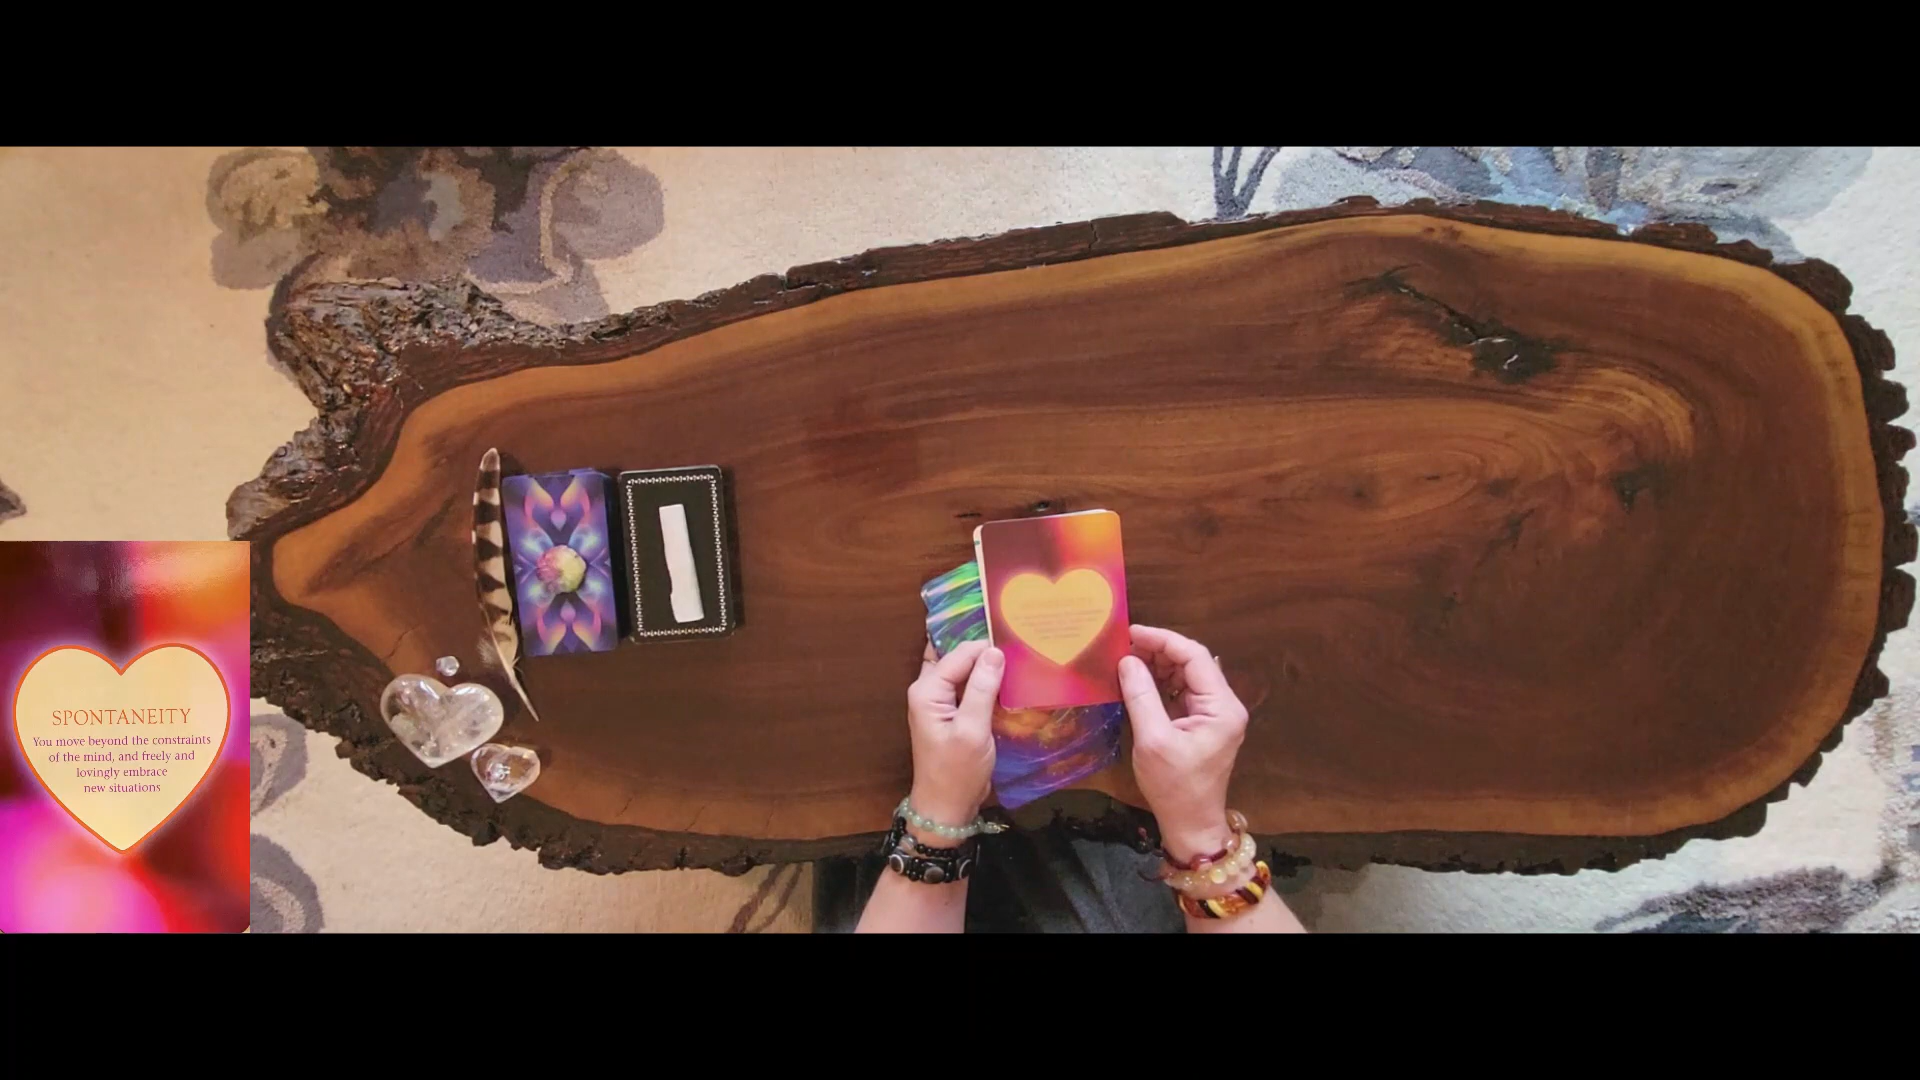 SPONTANEITY
You move beyond the constraints
of the mind, and freely and
lovingly embrace
new situations